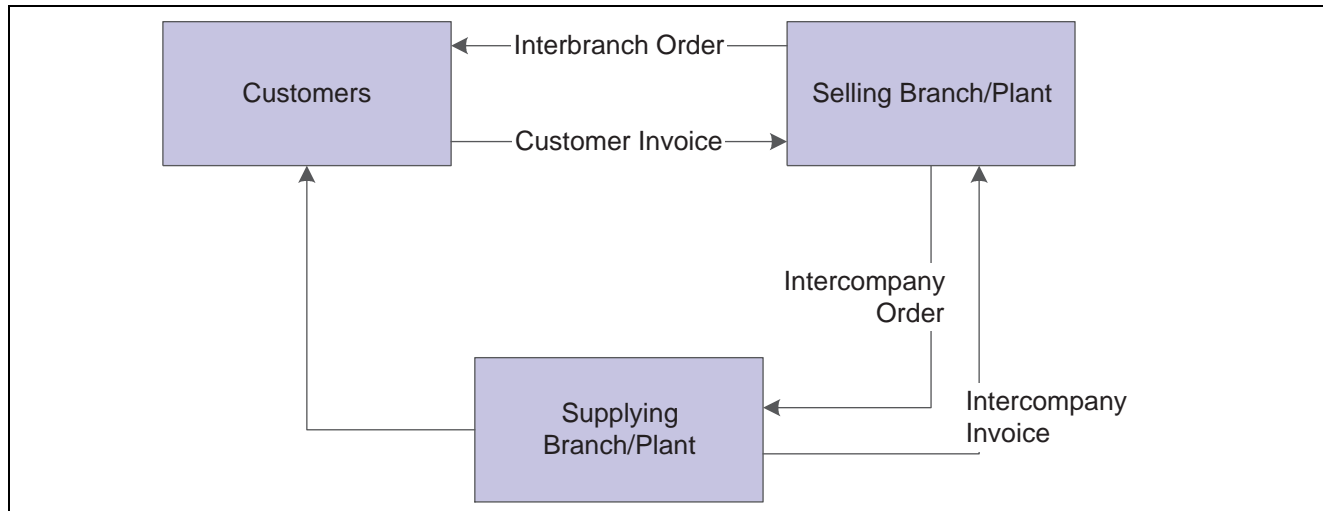 Interbranch Order
Customers
Selling Branch/Plant
Customer Invoice
Intercompany
Order
Supplying
Branch/Plant
Intercompany
Invoice